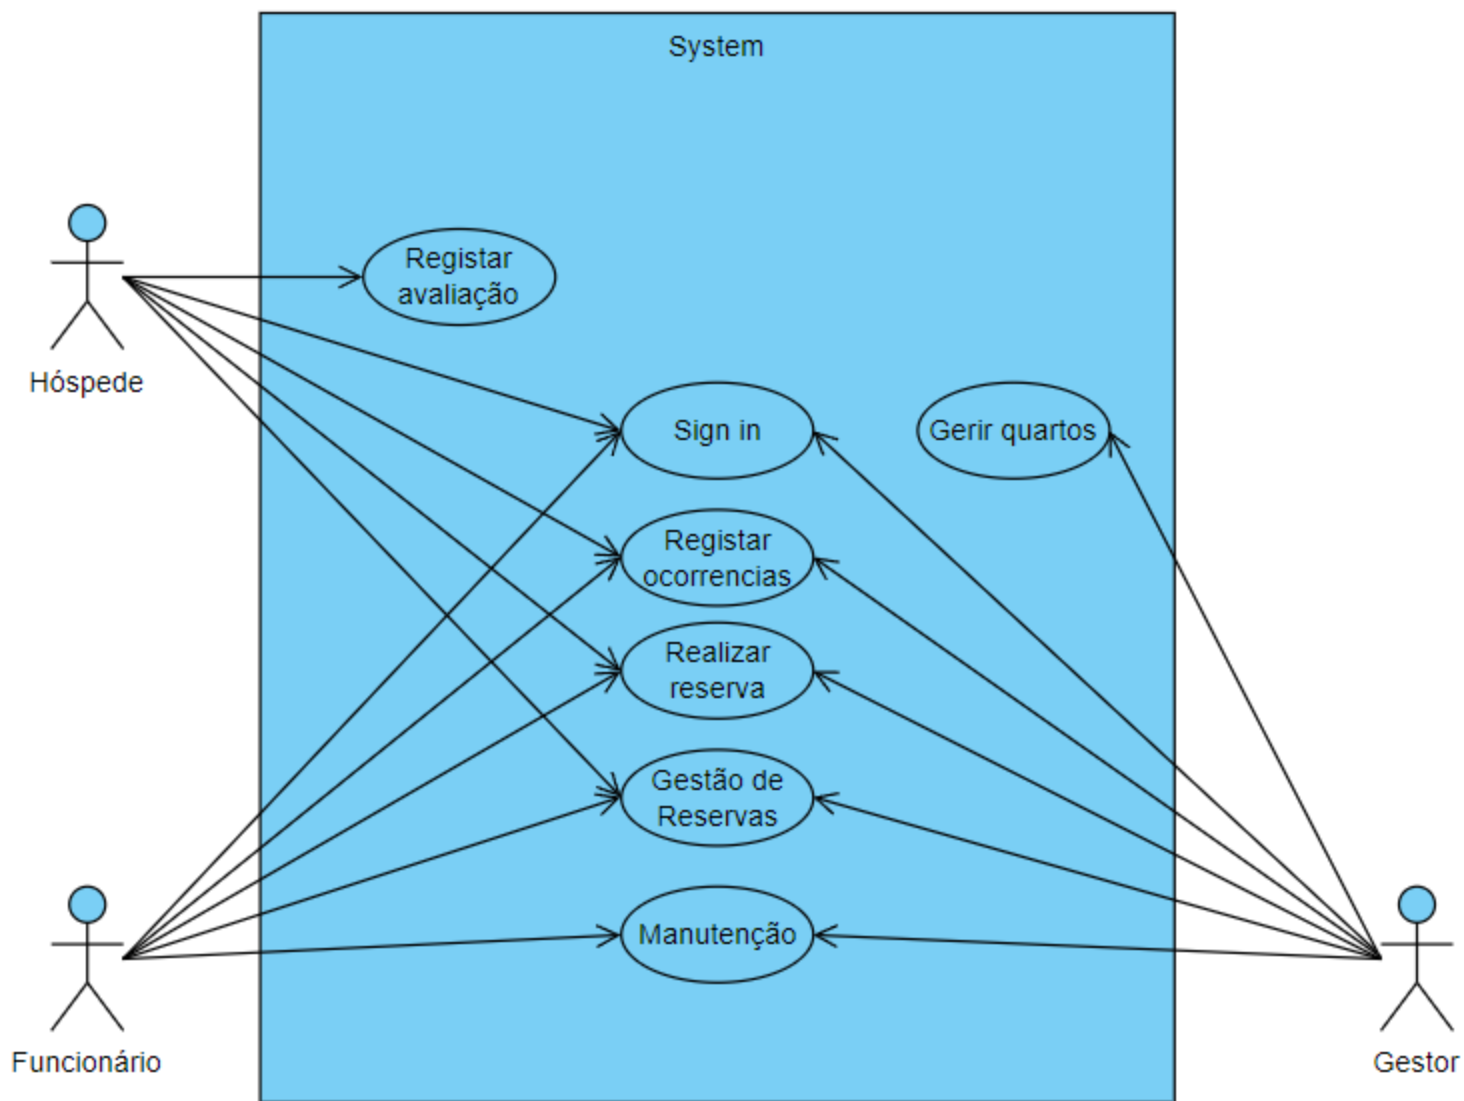 System
Registar
avaliação
Hóspede
Sign in
Gerir quartos
Registar
ocorrencias
Realizar
reserva
Gestão de
Reservas
Manutenção
Funcionário
Gestor